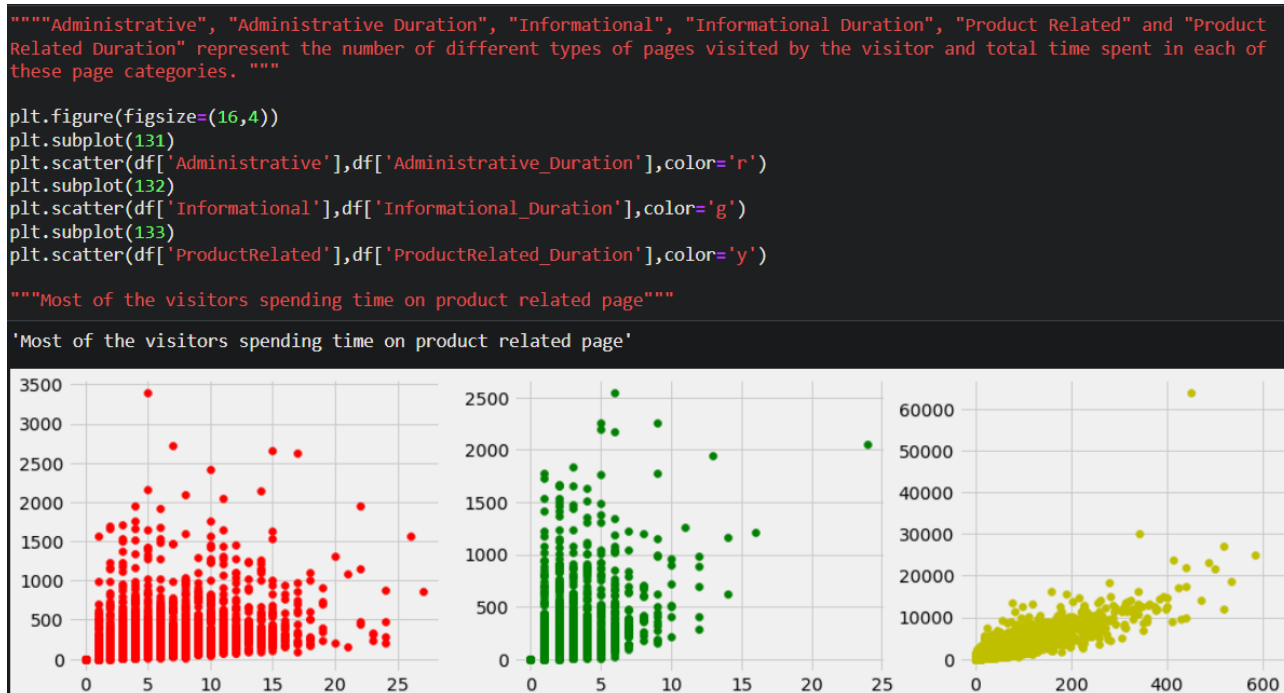 """"Administrative", "Administrative Duration", "Informational", "Informational Duration", "Product Related" and "Product
Related Duration" represent the number of different types of pages visited by the visitor and total time spent in each of
these page categories. """
plt.figure(figsize=(16,4))
plt.subplot(131)
plt.scatter(df['Administrative'],df['Administrative_Duration'],color='r')
plt.subplot(132)
plt.scatter(df['Informational'],df['Informational_Duration'],color='g')
plt.subplot(133)
plt.scatter(df['ProductRelated'],df['ProductRelated_Duration'],color='y')
"""Most of the visitors spending time on product related page"""
'Most of the visitors spending time on product related page'
3500
3000
2500
2000
1500
1000
500
0
0 5 10 15 20 25
2500
2000
1500
1000
500
0
0 5 10 15 20 25
60000
50000
40000
30000
20000
10000
0
0 200 400 600